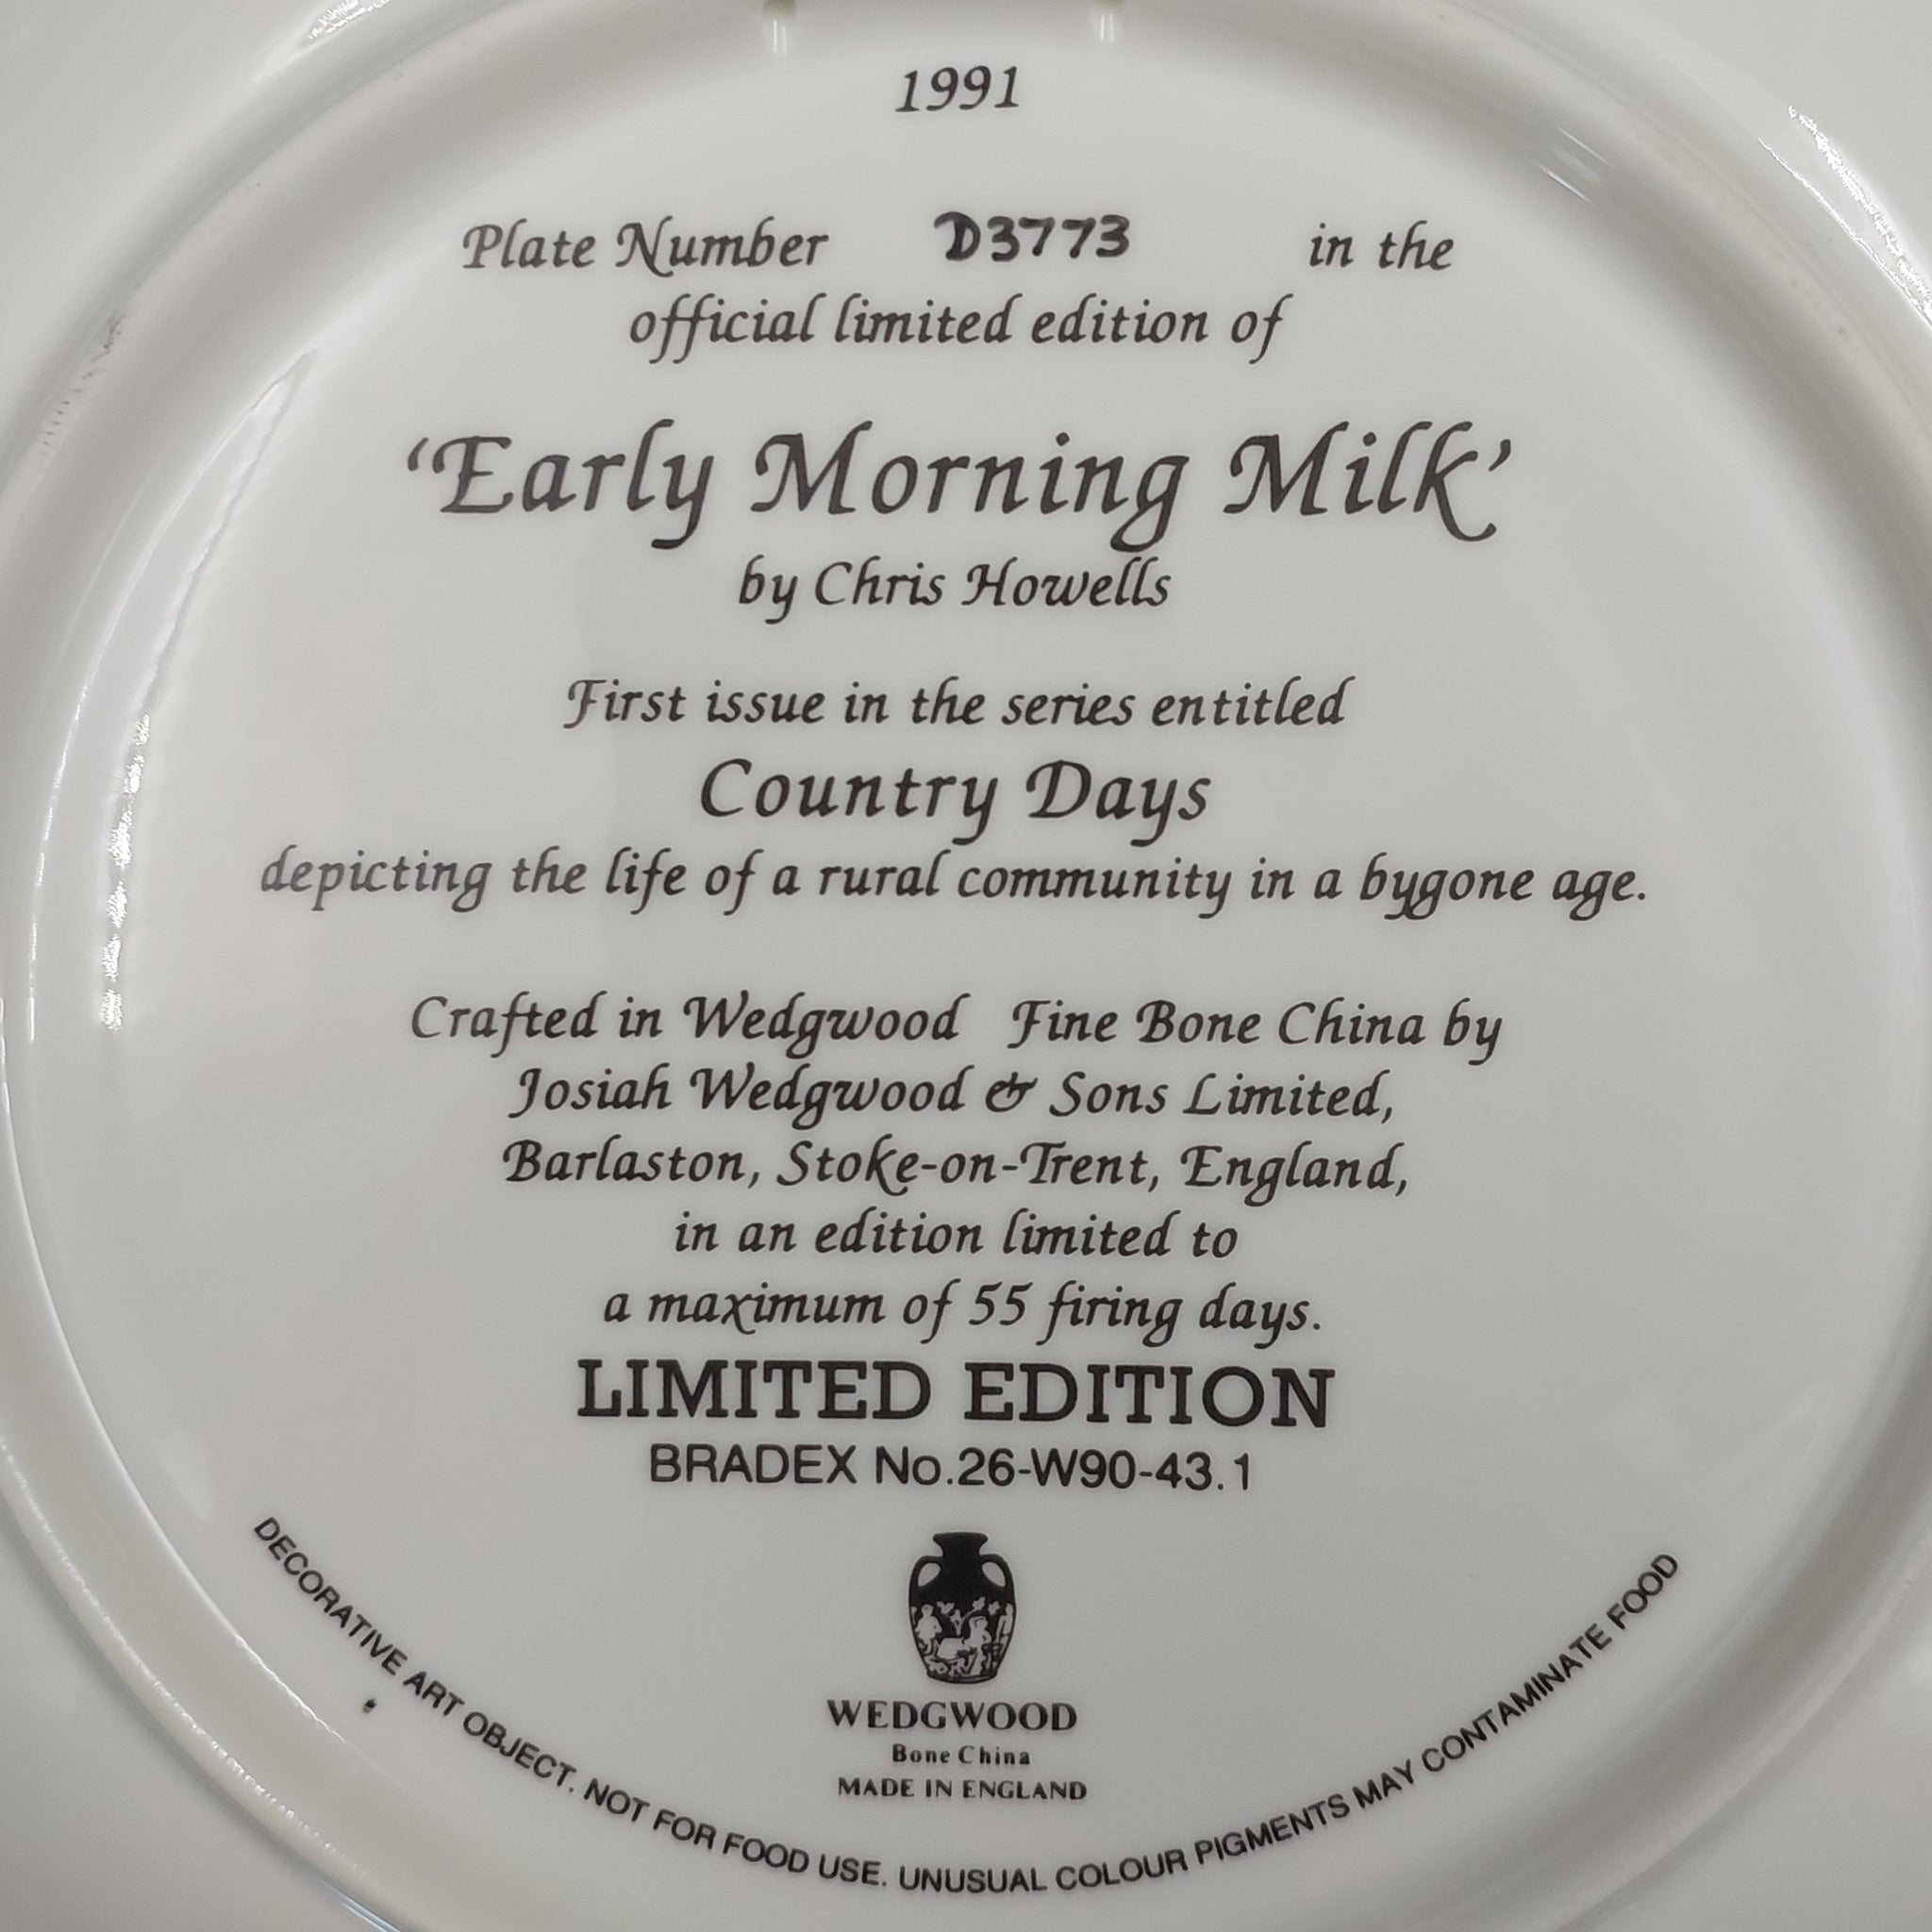 1991
Plate Number D3773 in the
official limited edition of
‘Early Morning Milk’
by Chris Howells
First issue in the series entitled
Country Days
depicting the life of a rural community in a bygone age.
Crafted in Wedgwood Fine Bone China by
Josiah Wedgwood & Sons Limited,
Barlaston, Stoke-on-Trent, England,
in an edition limited to
a maximum of 55 firing days.
LIMITED EDITION
BRADEX No.26-W90-43.1
WEDGWOOD
Bone China
MADE IN ENGLAND
DECORATIVE ART OBJECT. NOT FOR FOOD USE. UNUSUAL COLOUR PIGMENTS MAY CONTAMINATE FOOD